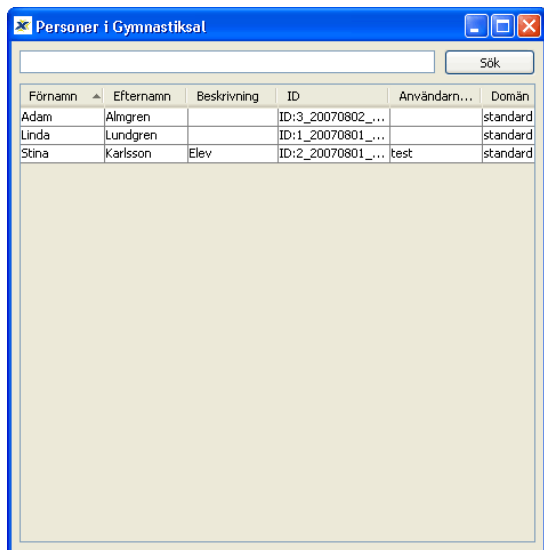 Personer i Gymnastiksal
Sök
Förnamn Efternamn Beskrivning ID Användarn... Domän
Adam Almgren ID:3_20070802_... standard
Linda Lundgren ID:1_20070801_... standard
Stina Karlsson Elev ID:2_20070801_... test standard